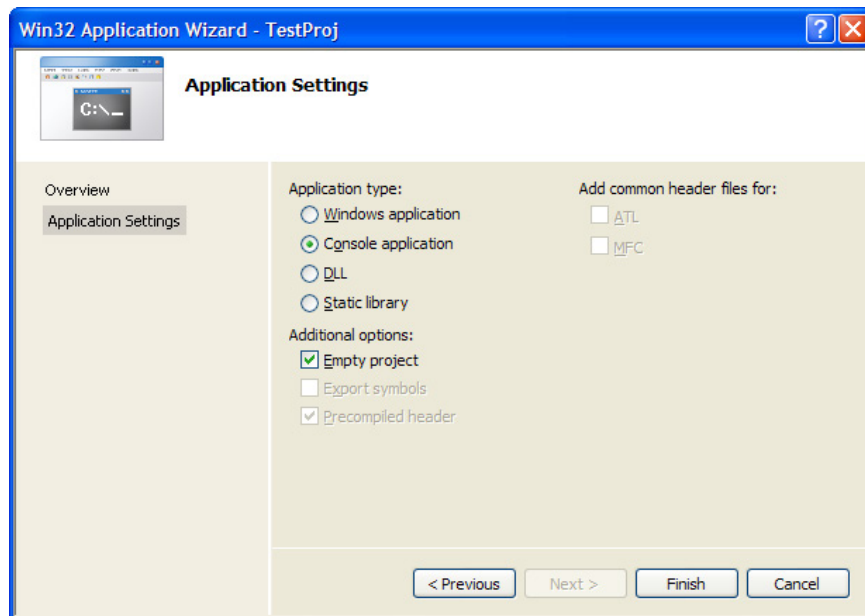 Win32 Application Wizard - TestProj
C:\_
Application Settings
Overview
Application Settings
Application type:
Windows application
Console application
DLL
Static library
Additional options:
Empty project
Export symbols
Precompiled header
Add common header files for:
ATL
MFC
< Previous
Next >
Finish
Cancel